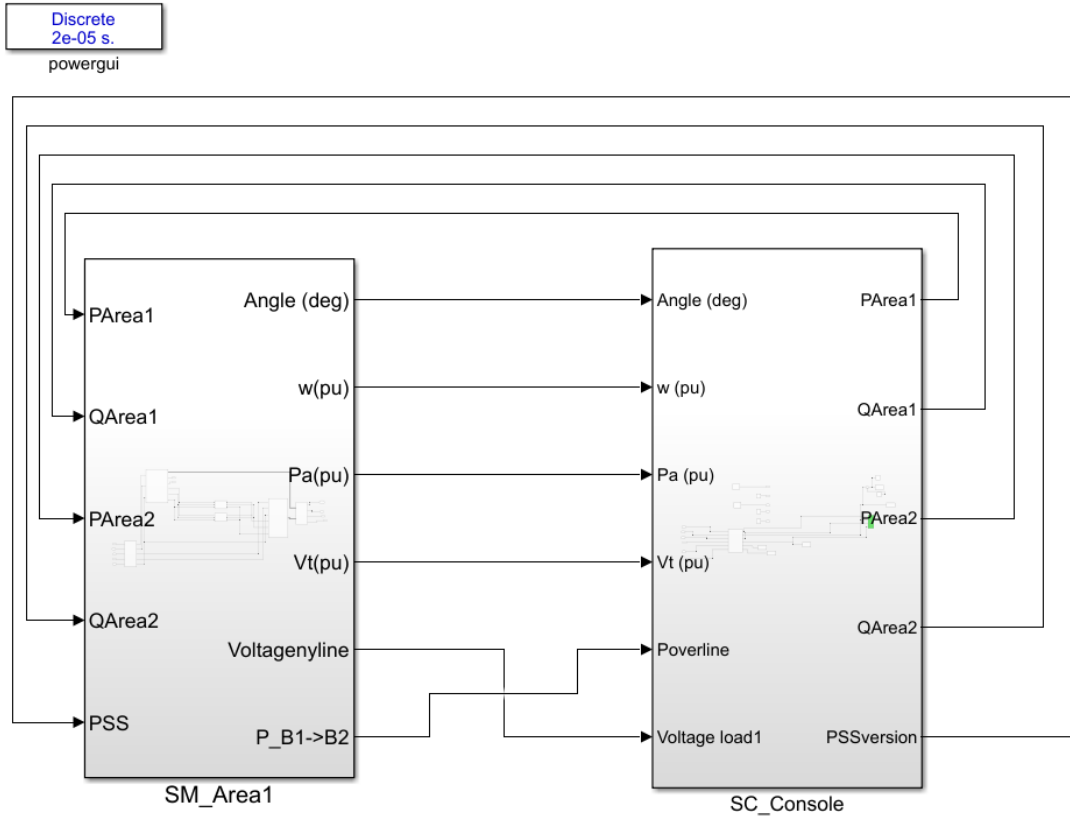 Discrete
2e-05 s.
powergui
PArea1
QArea1
PArea2
QArea2
PSS
Angle (deg)
w(pu)
Pa(pu)
Vt(pu)
Voltagenyline
P_B1->B2
SM_Area1
Angle (deg)
w (pu)
Pa (pu)
Vt (pu)
Poverline
Voltage load1
PArea1
QArea1
PArea2
QArea2
PSSversion
SC_Console